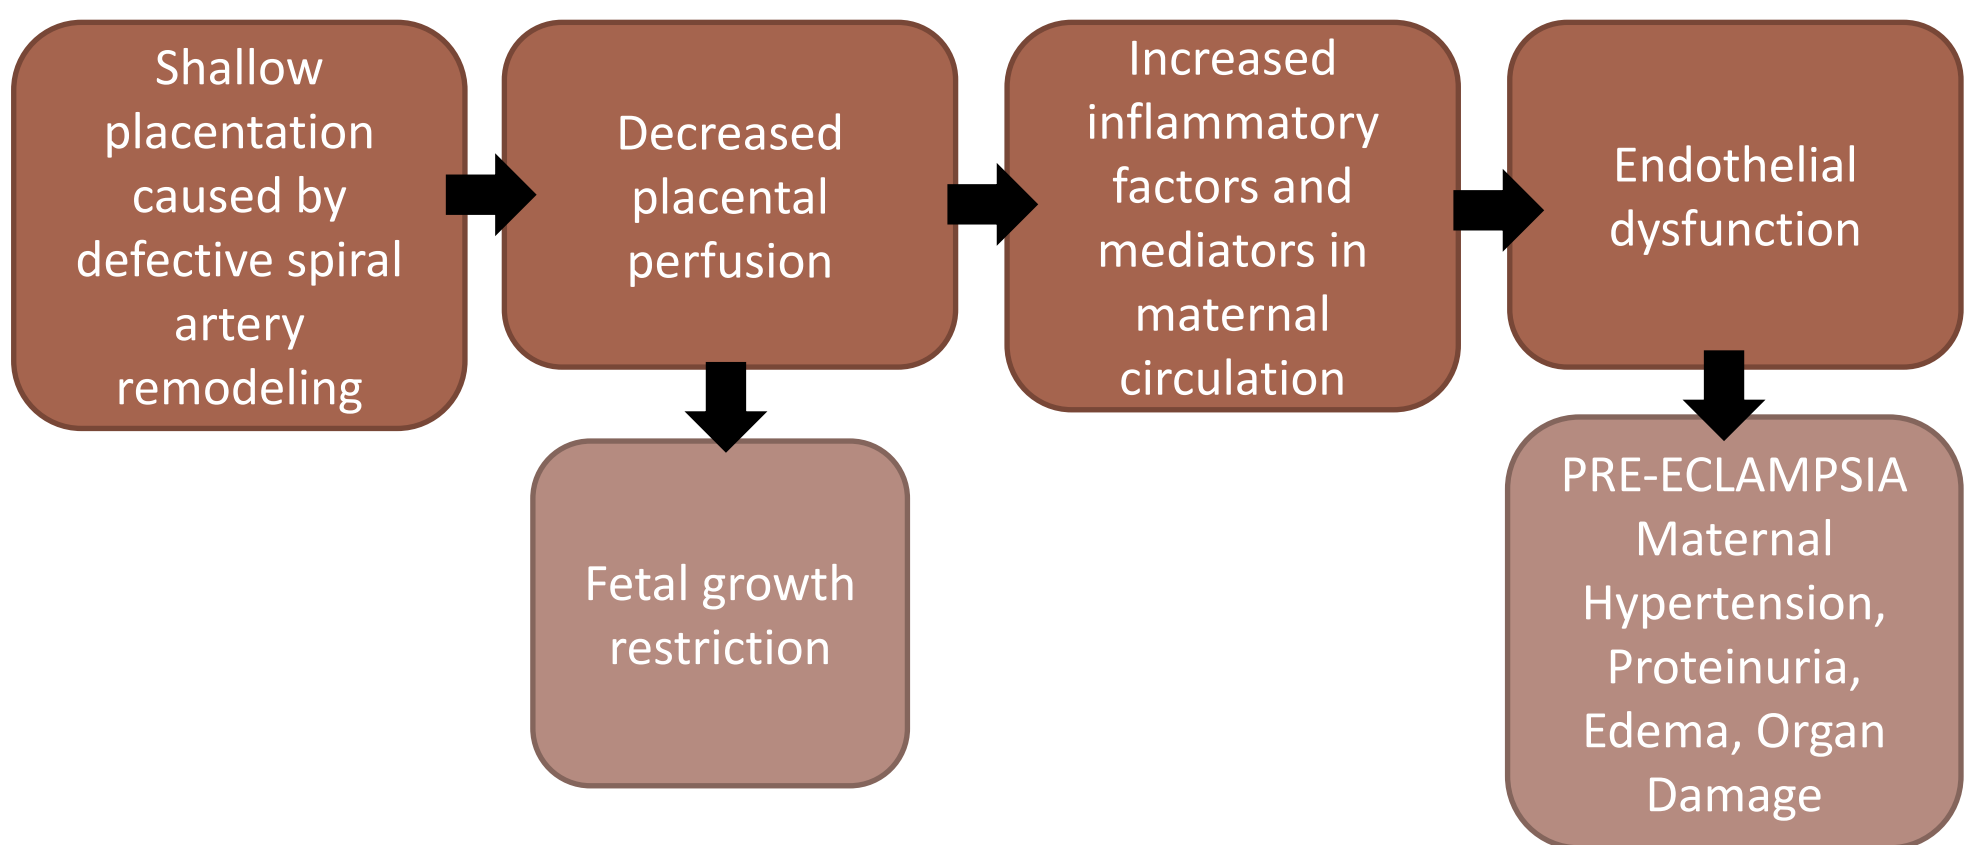 Shallow
placentation
caused by
defective spiral
artery
remodeling
Decreased
placental
perfusion
Increased
inflammatory
factors and
mediators in
maternal
circulation
Endothelial
dysfunction
Fetal growth
restriction
PRE-ECLAMPSIA
Maternal
Hypertension,
Proteinuria,
Edema, Organ
Damage